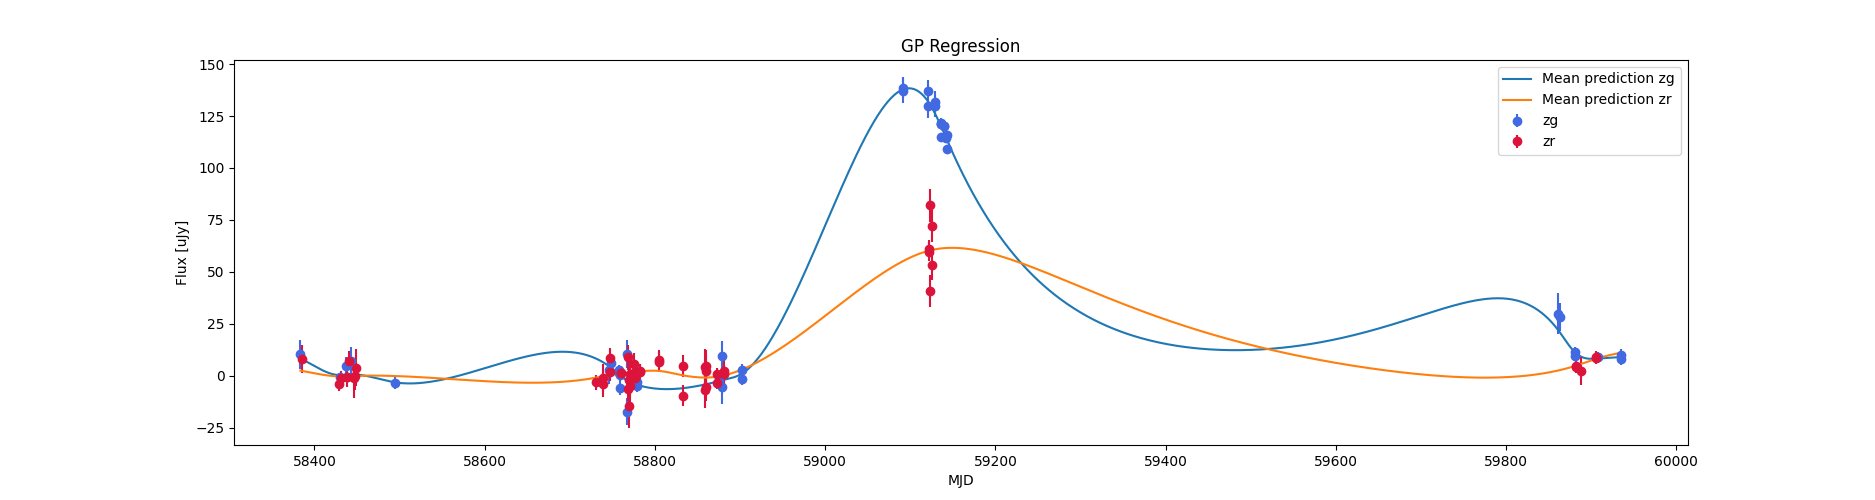 GP Regression
150
125
100
75
50
25
0
−25
Flux [uJy]
58400
58600
58800
59000
59200
59400
59600
59800
60000
MJD
Mean prediction zg
Mean prediction zr
zg
zr